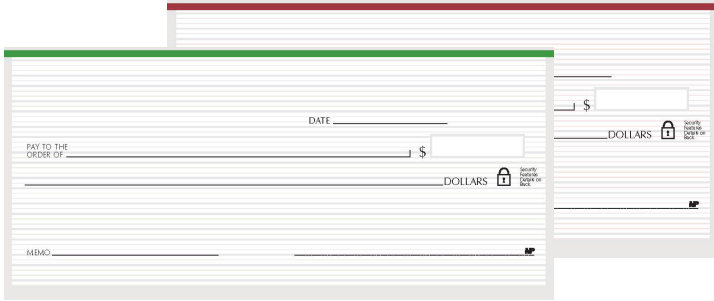 DATE
PAY TO THE
ORDER OF $
DOLLARS
Security
Features
Details on
Back
MEMO
MP
$
DOLLARS
Security
Features
Details on
Back
MP